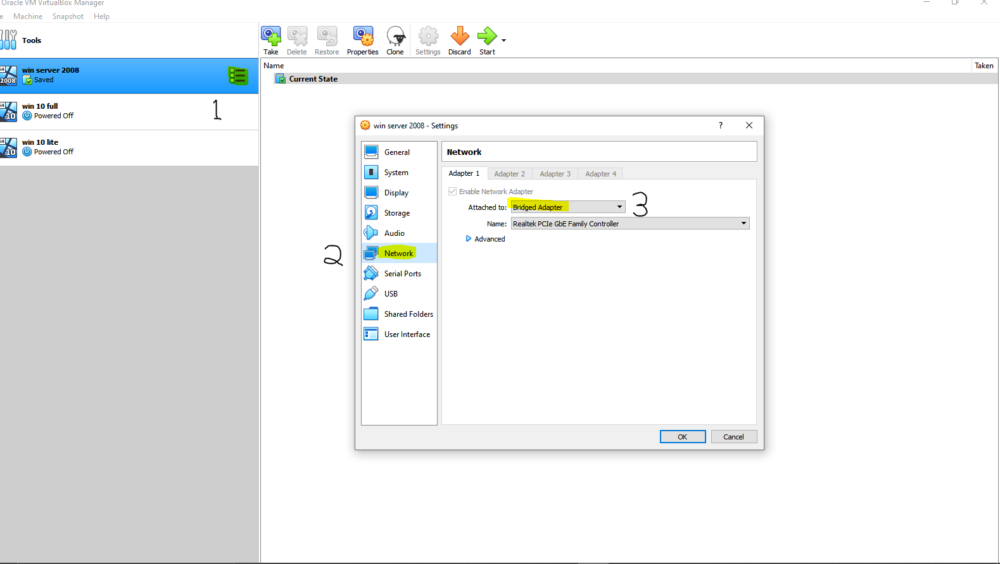 Oracle VM VirtualBox Manager
e Machine Snapshot Help
Tools
Take Delete Restore Properties Clone Settings Discard Start
Name Taken
Current State
64 2008 win server 2008
Saved
64 10 win 10 full
Powered Off
1
64 10 win 10 lite
Powered Off
win server 2008 - Settings ?
General
System
Display
Storage
Audio
Network
Serial Ports
USB
Shared Folders
User Interface
2
Network
Adapter 1 Adapter 2 Adapter 3 Adapter 4
Enable Network Adapter
Attached to: Bridged Adapter 3
Name: Realtek PCIe GbE Family Controller
Advanced
OK Cancel